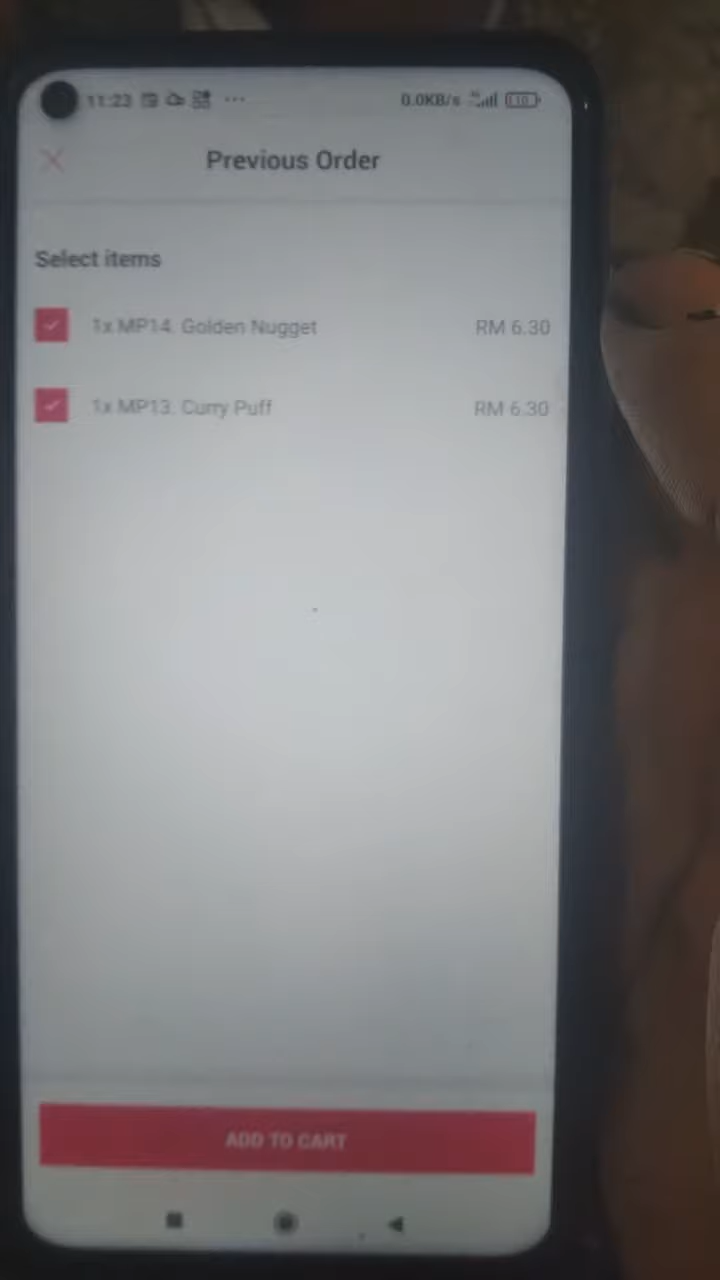 11:23 ... 0.0KB/s
Previous Order
Select items
1x MP14. Golden Nugget RM 6.30
1x MP13. Curry Puff RM 6.30
ADD TO CART